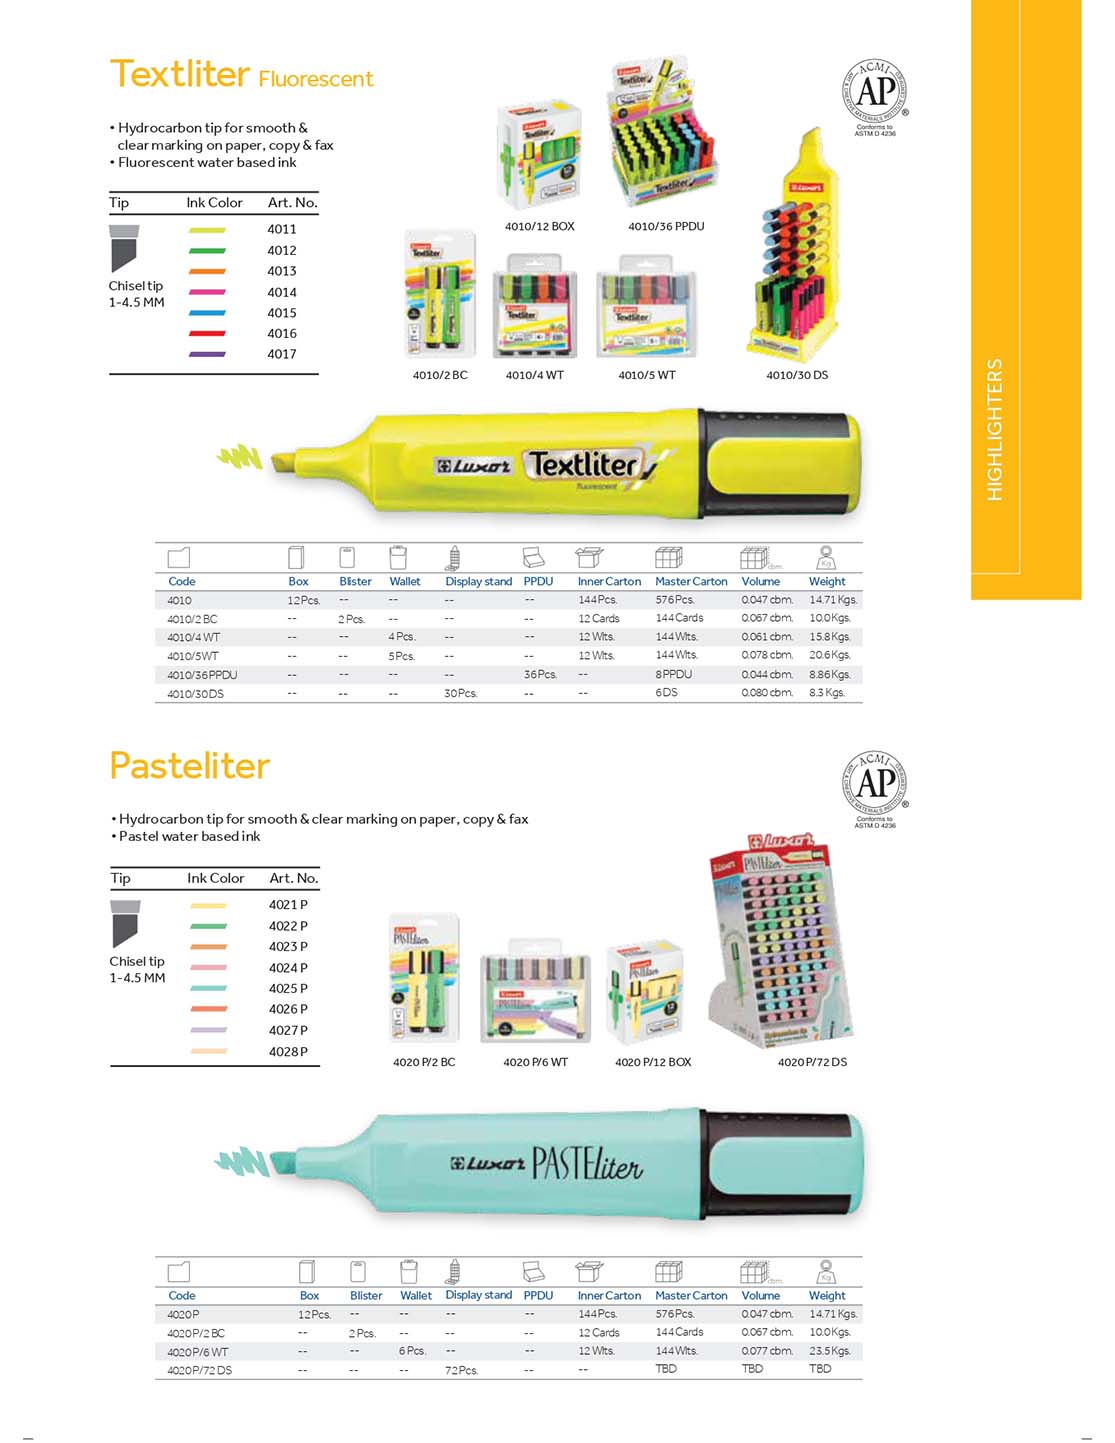 Textliter Fluorescent
• Hydrocarbon tip for smooth &
clear marking on paper, copy & fax
• Fluorescent water based ink
Tip Ink Color Art. No.
4011
4012
4013
Chisel tip
1-4.5 MM
4014
4015
4016
4017
ACMI
AP
®
Conforms to
ASTM D 4236
4010/12 BOX
4010/36 PPDU
4010/2 BC
4010/4 WT
4010/5 WT
4010/30 DS
HIGHLIGHTERS
Luxor Textliter
fluorescent
cbm.
Kg
Code Box Blister Wallet Display stand PPDU Inner Carton Master Carton Volume Weight
4010 12 Pcs. -- -- -- -- 144 Pcs. 576 Pcs. 0.047 cbm. 14.71 Kgs.
4010/2 BC -- 2 Pcs. -- -- -- 12 Cards 144 Cards 0.067 cbm. 10.0 Kgs.
4010/4 WT -- -- 4 Pcs. -- -- 12 Wlts. 144 Wlts. 0.061 cbm. 15.8 Kgs.
4010/5WT -- -- 5 Pcs. -- -- 12 Wlts. 144 Wlts. 0.078 cbm. 20.6 Kgs.
4010/36 PPDU -- -- -- -- 36 Pcs. -- 8 PPDU 0.044 cbm. 8.86 Kgs.
4010/30 DS -- -- -- 30 Pcs. -- -- 6 DS 0.080 cbm. 8.3 Kgs.
Pasteliter
• Hydrocarbon tip for smooth & clear marking on paper, copy & fax
• Pastel water based ink
Tip Ink Color Art. No.
4021 P
4022 P
4023 P
Chisel tip
1-4.5 MM
4024 P
4025 P
4026 P
4027 P
4028 P
ACMI
AP
®
Conforms to
ASTM D 4236
Luxor
4020 P/2 BC
4020 P/6 WT
4020 P/12 BOX
4020 P/72 DS
Luxor PASTELiter
cbm.
Kg
Code Box Blister Wallet Display stand PPDU Inner Carton Master Carton Volume Weight
4020 P 12 Pcs. -- -- -- -- 144 Pcs. 576 Pcs. 0.047 cbm. 14.71 Kgs.
4020 P/2 BC -- 2 Pcs. -- -- -- 12 Cards 144 Cards 0.067 cbm. 10.0 Kgs.
4020 P/6 WT -- -- 6 Pcs. -- -- 12 Wlts. 144 Wlts. 0.077 cbm. 23.5 Kgs.
4020 P/72 DS -- -- -- 72 Pcs. -- -- TBD TBD TBD